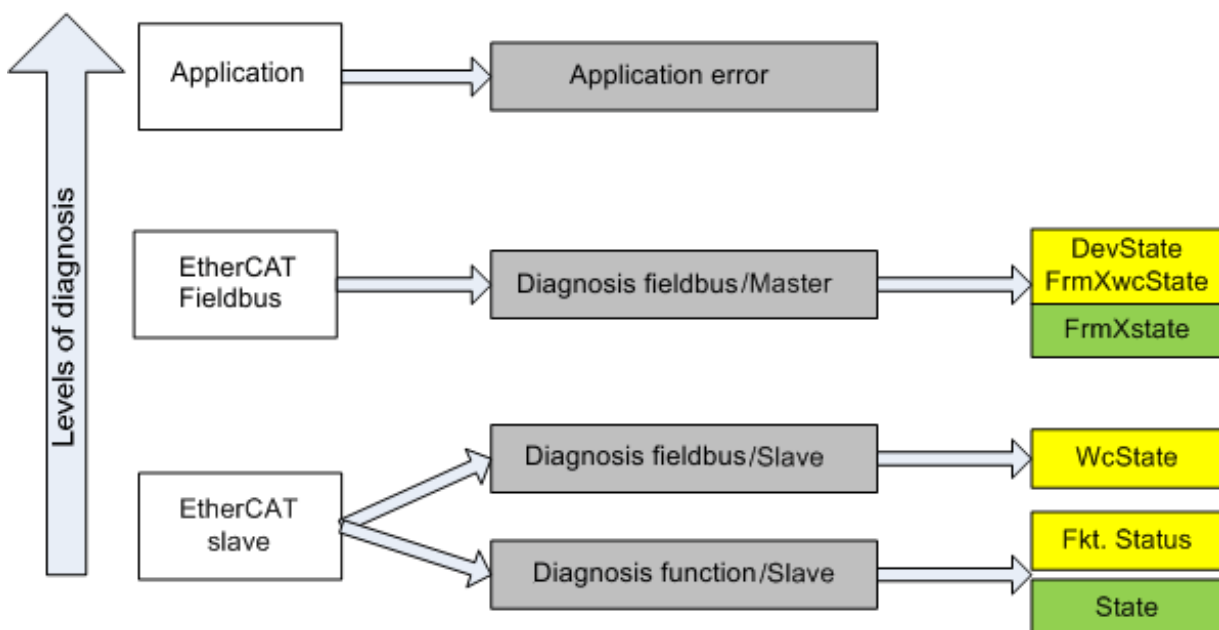 Levels of diagnosis
Application
Application error
EtherCAT
Fieldbus
Diagnosis fieldbus/Master
DevState
FrmXwcState
FrmXstate
EtherCAT
slave
Diagnosis fieldbus/Slave
WcState
Diagnosis function/Slave
Fkt. Status
State